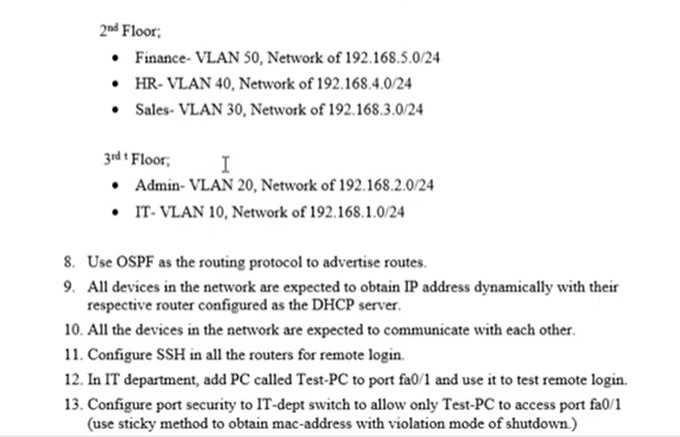 2nd Floor;
• Finance- VLAN 50, Network of 192.168.5.0/24
• HR- VLAN 40, Network of 192.168.4.0/24
• Sales- VLAN 30, Network of 192.168.3.0/24
3rd t Floor;
• Admin- VLAN 20, Network of 192.168.2.0/24
• IT- VLAN 10, Network of 192.168.1.0/24
8. Use OSPF as the routing protocol to advertise routes.
9. All devices in the network are expected to obtain IP address dynamically with their
respective router configured as the DHCP server.
10. All the devices in the network are expected to communicate with each other.
11. Configure SSH in all the routers for remote login.
12. In IT department, add PC called Test-PC to port fa0/1 and use it to test remote login.
13. Configure port security to IT-dept switch to allow only Test-PC to access port fa0/1
(use sticky method to obtain mac-address with violation mode of shutdown.)